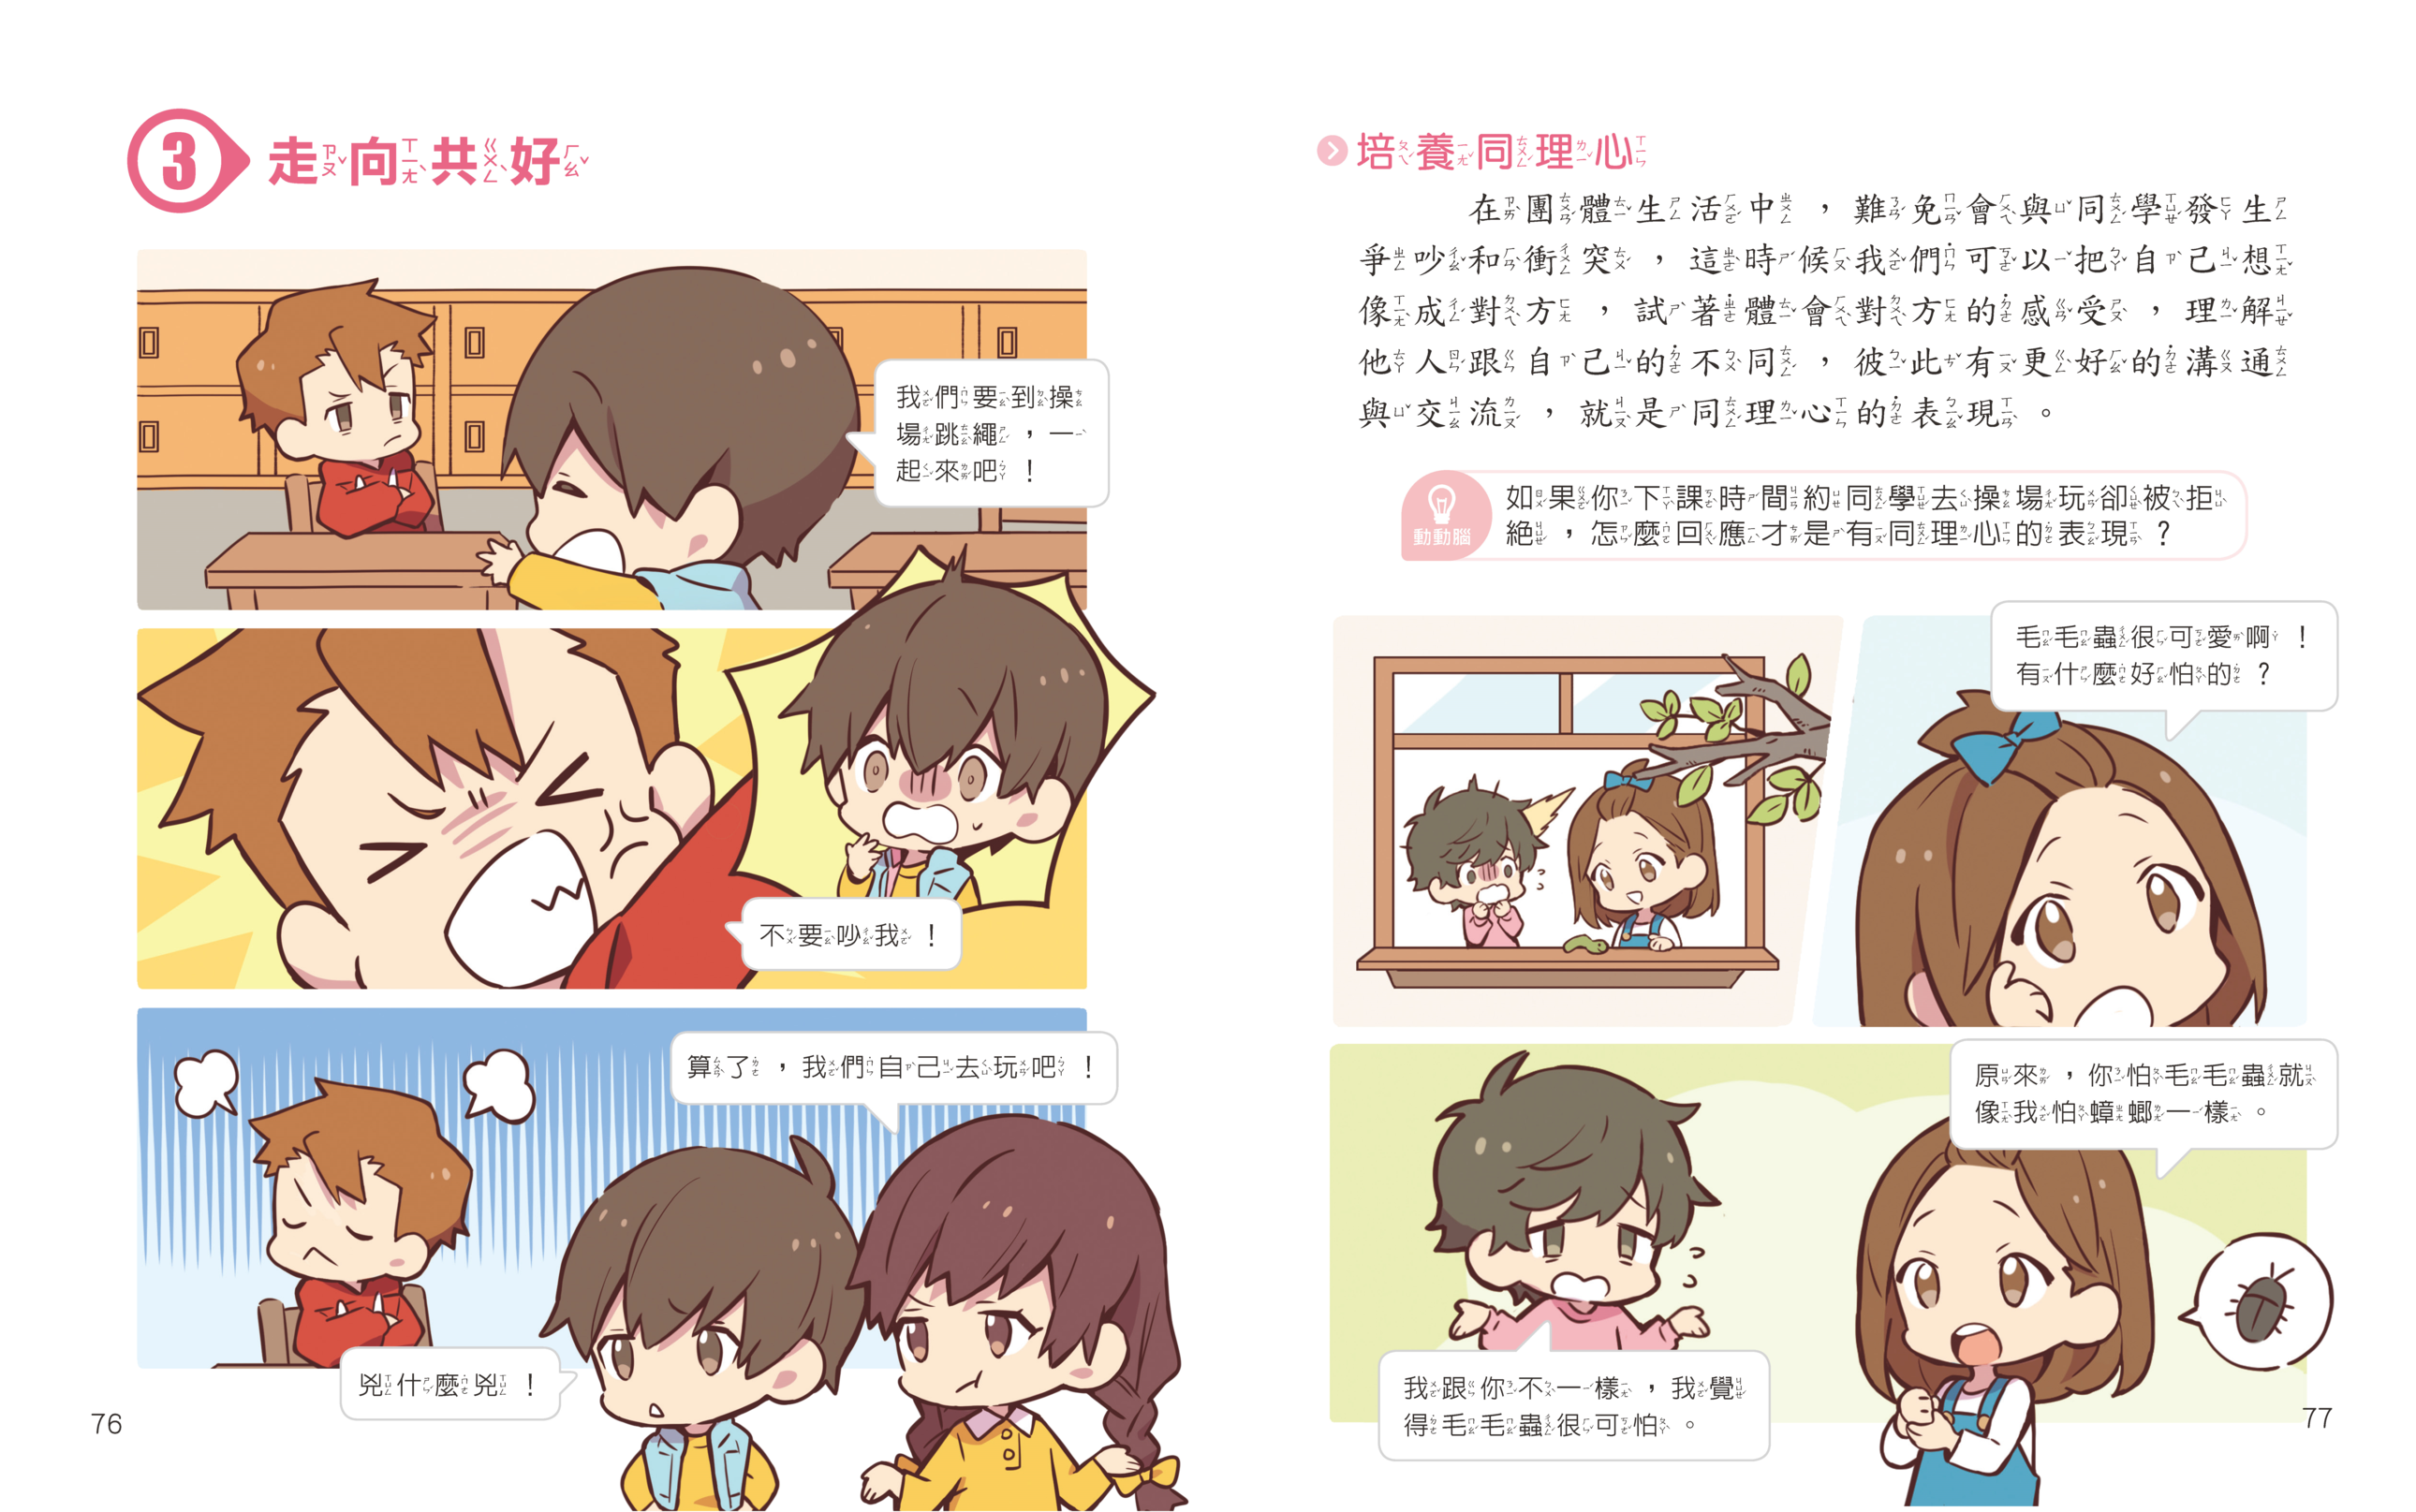 3 走向共好
我們要到操
場跳繩，一
起來吧！
不要吵我！
算了，我們自己去玩吧！
兇什麼兇！
76
培養同理心
在團體生活中，難免會與同學發生
爭吵和衝突，這時候我們可以把自己想
像成對方，試著體會對方的感受，理解
他人跟自己的不同，彼此有更好的溝通
與交流，就是同理心的表現。
動動腦
如果你下課時間約同學去操場玩卻被拒
絕，怎麼回應才是有同理心的表現？
毛毛蟲很可愛啊！
有什麼好怕的？
原來，你怕毛毛蟲就
像我怕蟑螂一樣。
我跟你不一樣，我覺
得毛毛蟲很可怕。
77